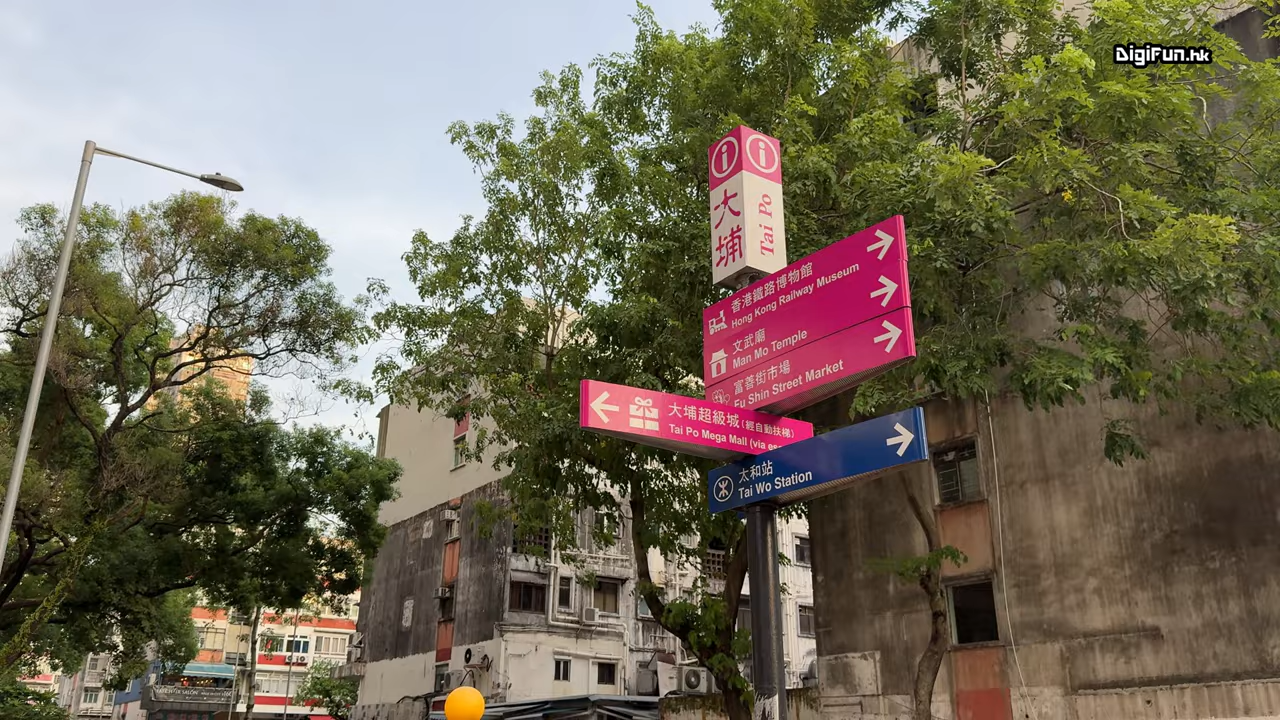 DigiFun.hk
i i
大埔
Tai Po
香港鐵路博物館
Hong Kong Railway Museum
文武廟
Man Mo Temple
富善街市場
Fu Shin Street Market
大埔超級城(經自動扶梯)
Tai Po Mega Mall (via es
太和站
Tai Wo Station